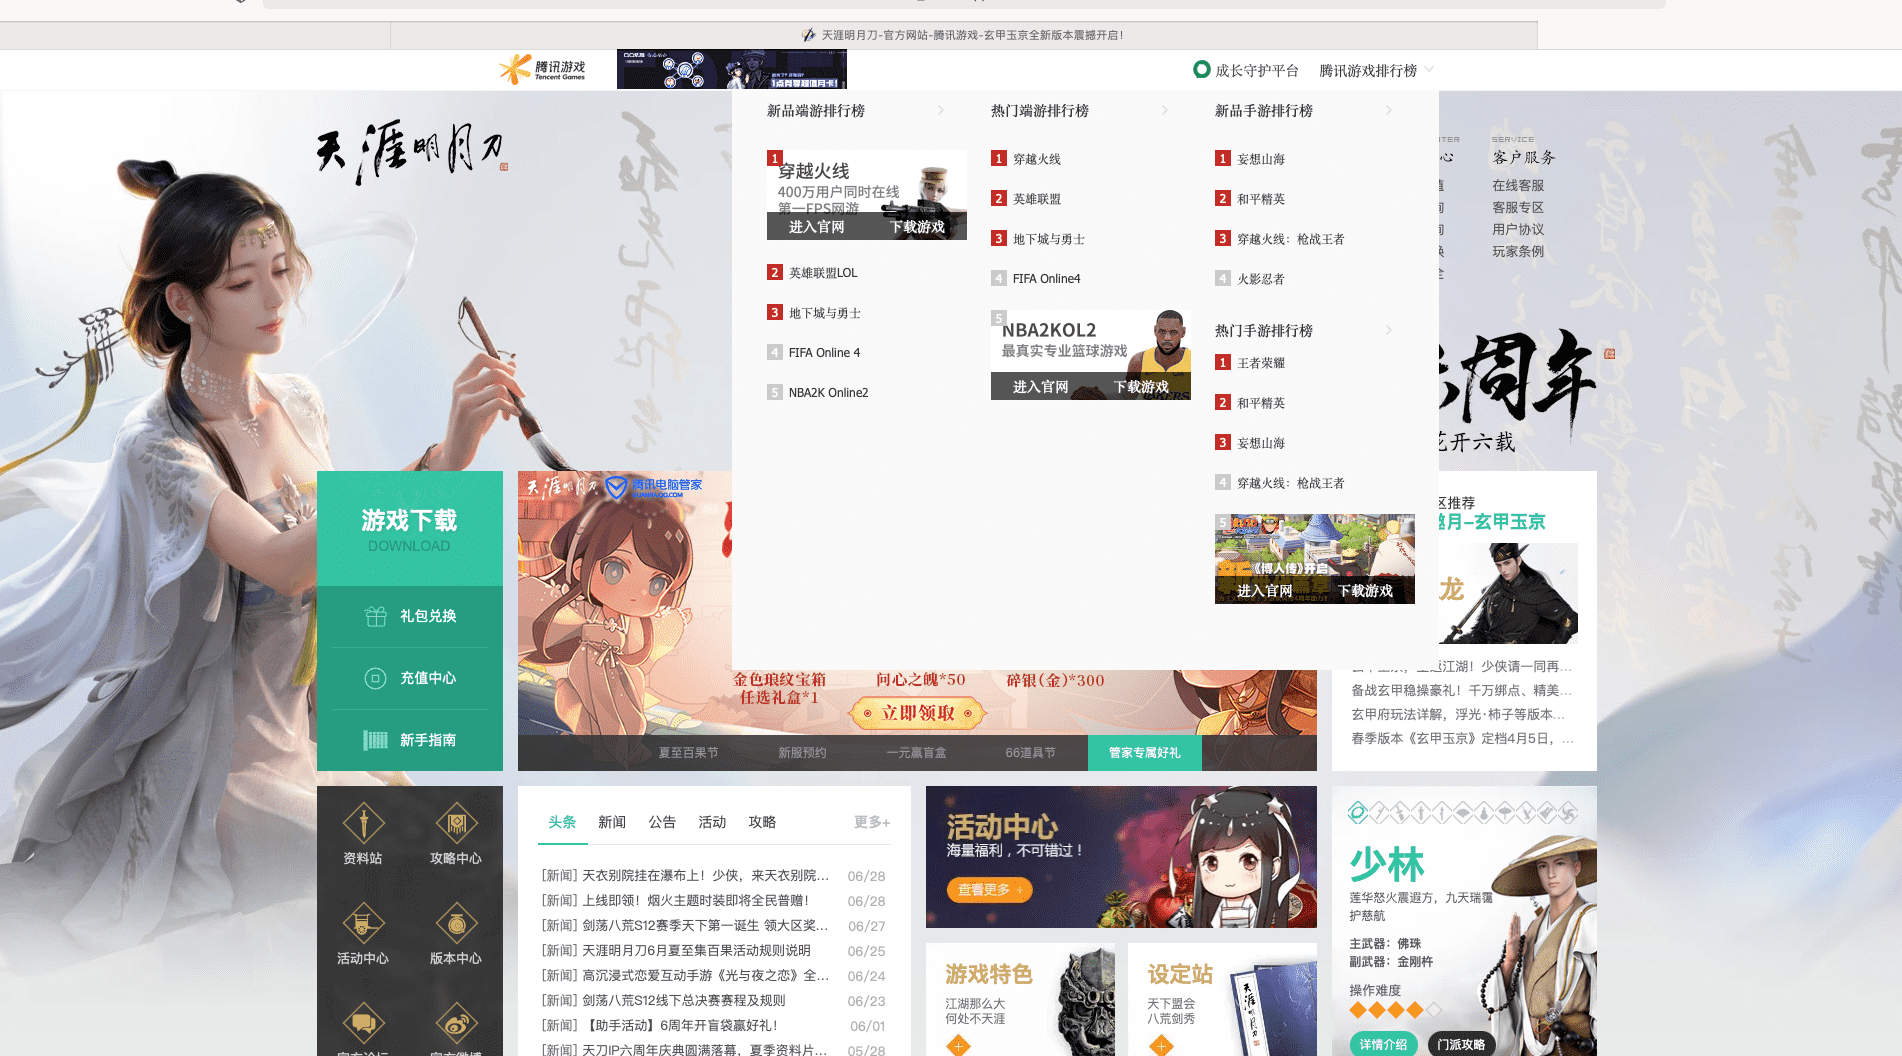 天涯明月刀-官方网站-腾讯游戏-玄甲玉京全新版本震撼开启!
腾讯游戏
Tencent Games
成长守护平台
腾讯游戏排行榜
天涯明月刀
新品端游排行榜
1
穿越火线
400万用户同时在线
第一FPS网游
进入官网
下载游戏
2 英雄联盟LOL
3 地下城与勇士
4 FIFA Online 4
5 NBA2K Online2
热门端游排行榜
1 穿越火线
2 英雄联盟
3 地下城与勇士
4 FIFA Online4
5
NBA2KOL2
最真实专业篮球游戏
进入官网
下载游戏
新品手游排行榜
1 妄想山海
2 和平精英
3 穿越火线：枪战王者
4 火影忍者
热门手游排行榜
1 王者荣耀
2 和平精英
3 妄想山海
4 穿越火线：枪战王者
5
《博人传》开启
进入官网
下载游戏
SERVICE
客户服务
在线客服
客服专区
用户协议
玩家条例
周年
花开六载
游戏下载
DOWNLOAD
礼包兑换
充值中心
新手指南
天涯明月刀
腾讯电脑管家
GUANJIA.QQ.COM
金色琅纹宝箱
任选礼盒*1
问心之魄*50
碎银(金)*300
立即领取
夏至百果节
新服预约
一元赢盲盒
66道具节
管家专属好礼
区推荐
越月-玄甲玉京
龙
玄甲玉京，重返江湖！少侠请一同再...
备战玄甲稳操豪礼！千万绑点、精美...
玄甲府玩法详解，浮光·柿子等版本...
春季版本《玄甲玉京》定档4月5日，...
资料站
攻略中心
活动中心
版本中心
官方论坛
官方微博
头条
新闻
公告
活动
攻略
更多+
[新闻] 天衣别院挂在瀑布上！少侠，来天衣别院... 06/28
[新闻] 上线即领！烟火主题时装即将全民普赠！ 06/28
[新闻] 剑荡八荒S12赛季天下第一诞生 领大区奖... 06/27
[新闻] 天涯明月刀6月夏至集百果活动规则说明 06/25
[新闻] 高沉浸式恋爱互动手游《光与夜之恋》全... 06/24
[新闻] 剑荡八荒S12线下总决赛赛程及规则 06/23
[新闻] 【助手活动】6周年开盲袋赢好礼！ 06/01
[新闻] 天刀IP六周年庆典圆满落幕，夏季资料片... 05/28
活动中心
海量福利，不可错过！
查看更多 +
游戏特色
江湖那么大
何处不天涯
设定站
天下盟会
八荒剑秀
天涯明月刀
少林
莲华怒火震遐方，九天瑞霭
护慈航
主武器：佛珠
副武器：金刚杵
操作难度
详情介绍
门派攻略